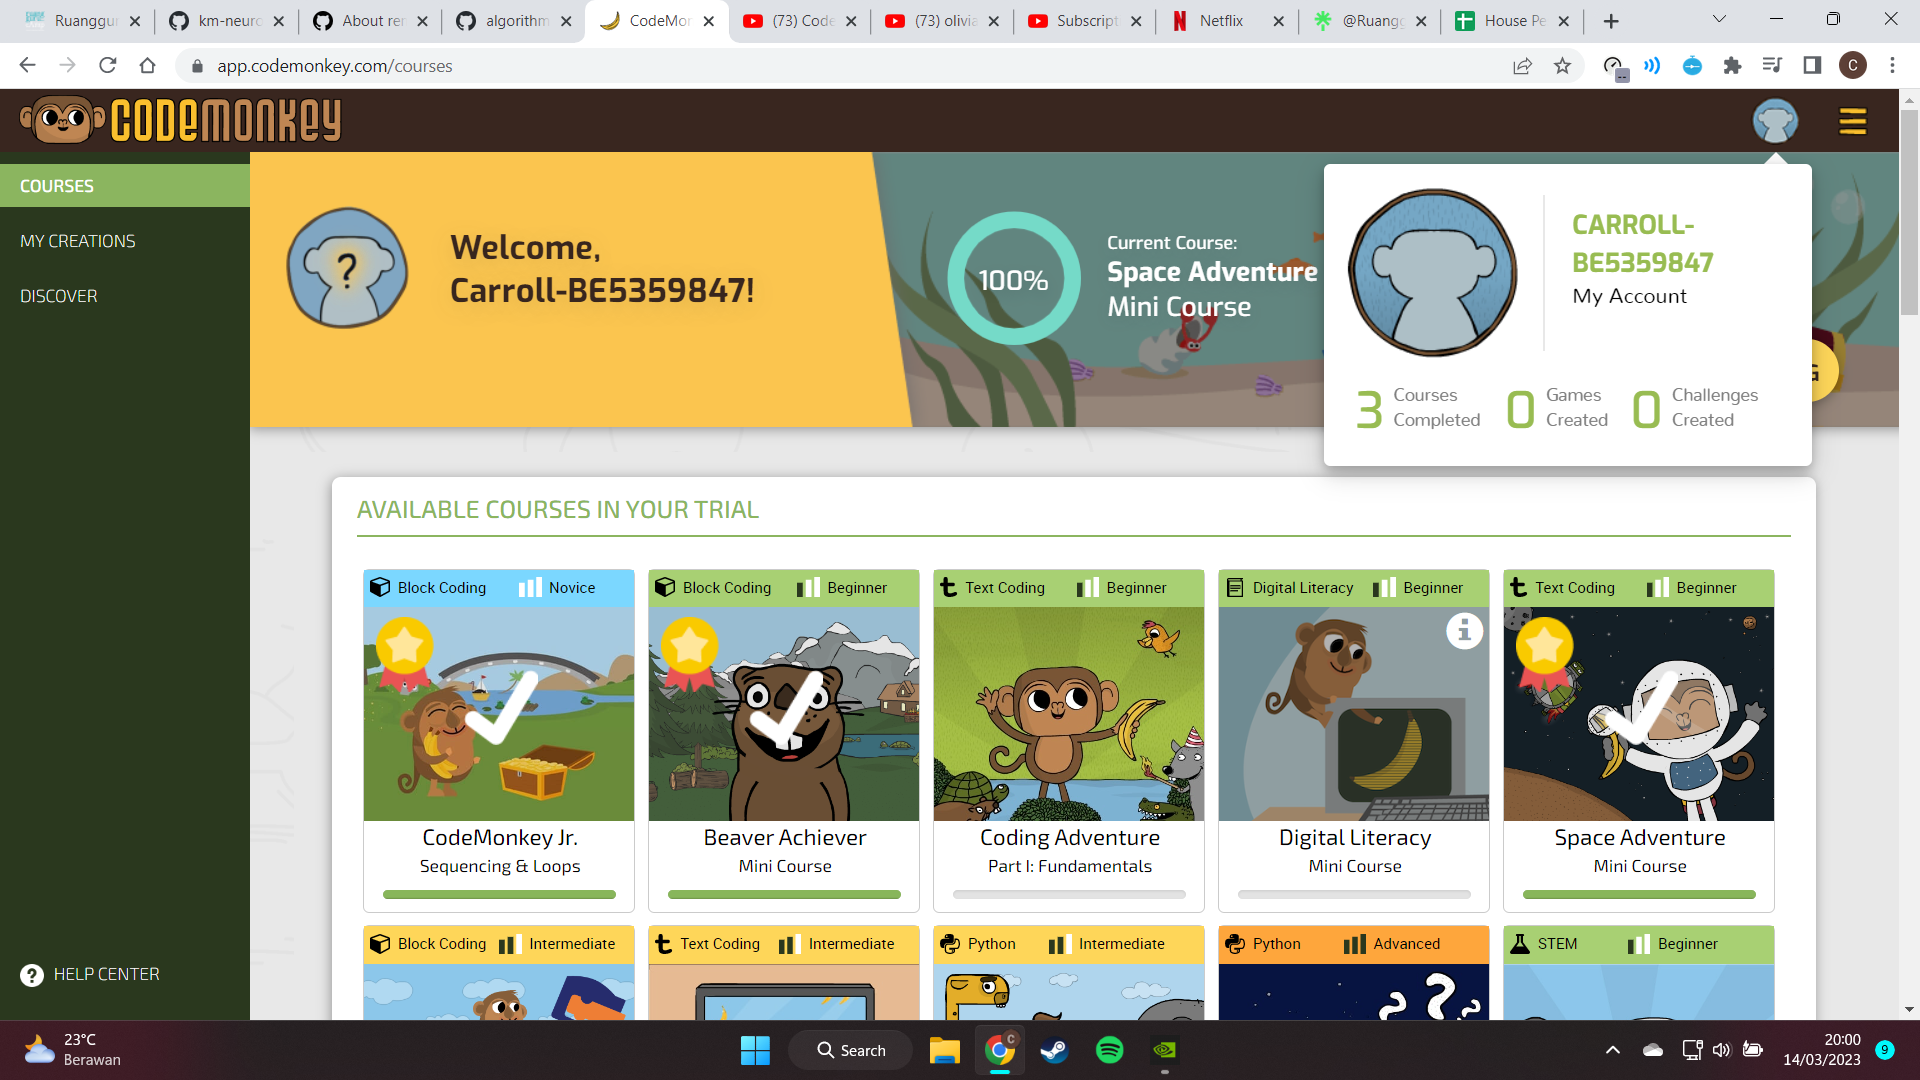 Ruanggur
km-neuro
About rer
algorithm
CodeMon
(73) Code
(73) olivia
Subscript
Netflix
@Ruangg
House Pe
app.codemonkey.com/courses
C
CODEMONKEY
COURSES
MY CREATIONS
DISCOVER
HELP CENTER
?
Welcome,
Carroll-BE5359847!
100%
Current Course:
Space Adventure
Mini Course
CARROLL-
BE5359847
My Account
3 Courses Completed
0 Games Created
0 Challenges Created
G
AVAILABLE COURSES IN YOUR TRIAL
Block Coding Novice
Block Coding Beginner
Text Coding Beginner
Digital Literacy Beginner
Text Coding Beginner
CodeMonkey Jr.
Sequencing & Loops
Beaver Achiever
Mini Course
Coding Adventure
Part I: Fundamentals
Digital Literacy
Mini Course
Space Adventure
Mini Course
Block Coding Intermediate
Text Coding Intermediate
Python Intermediate
Python Advanced
STEM Beginner
23°C
Berawan
Search
20:00
14/03/2023
9